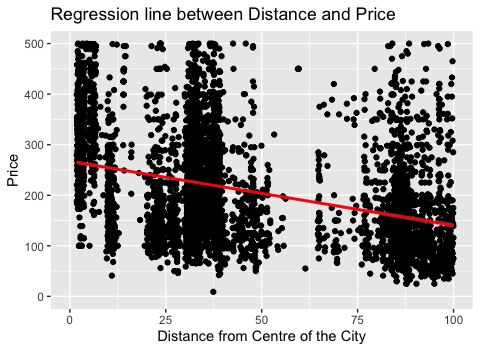 Regression line between Distance and Price
500
400
300
200
100
0
Price
0 25 50 75 100
Distance from Centre of the City